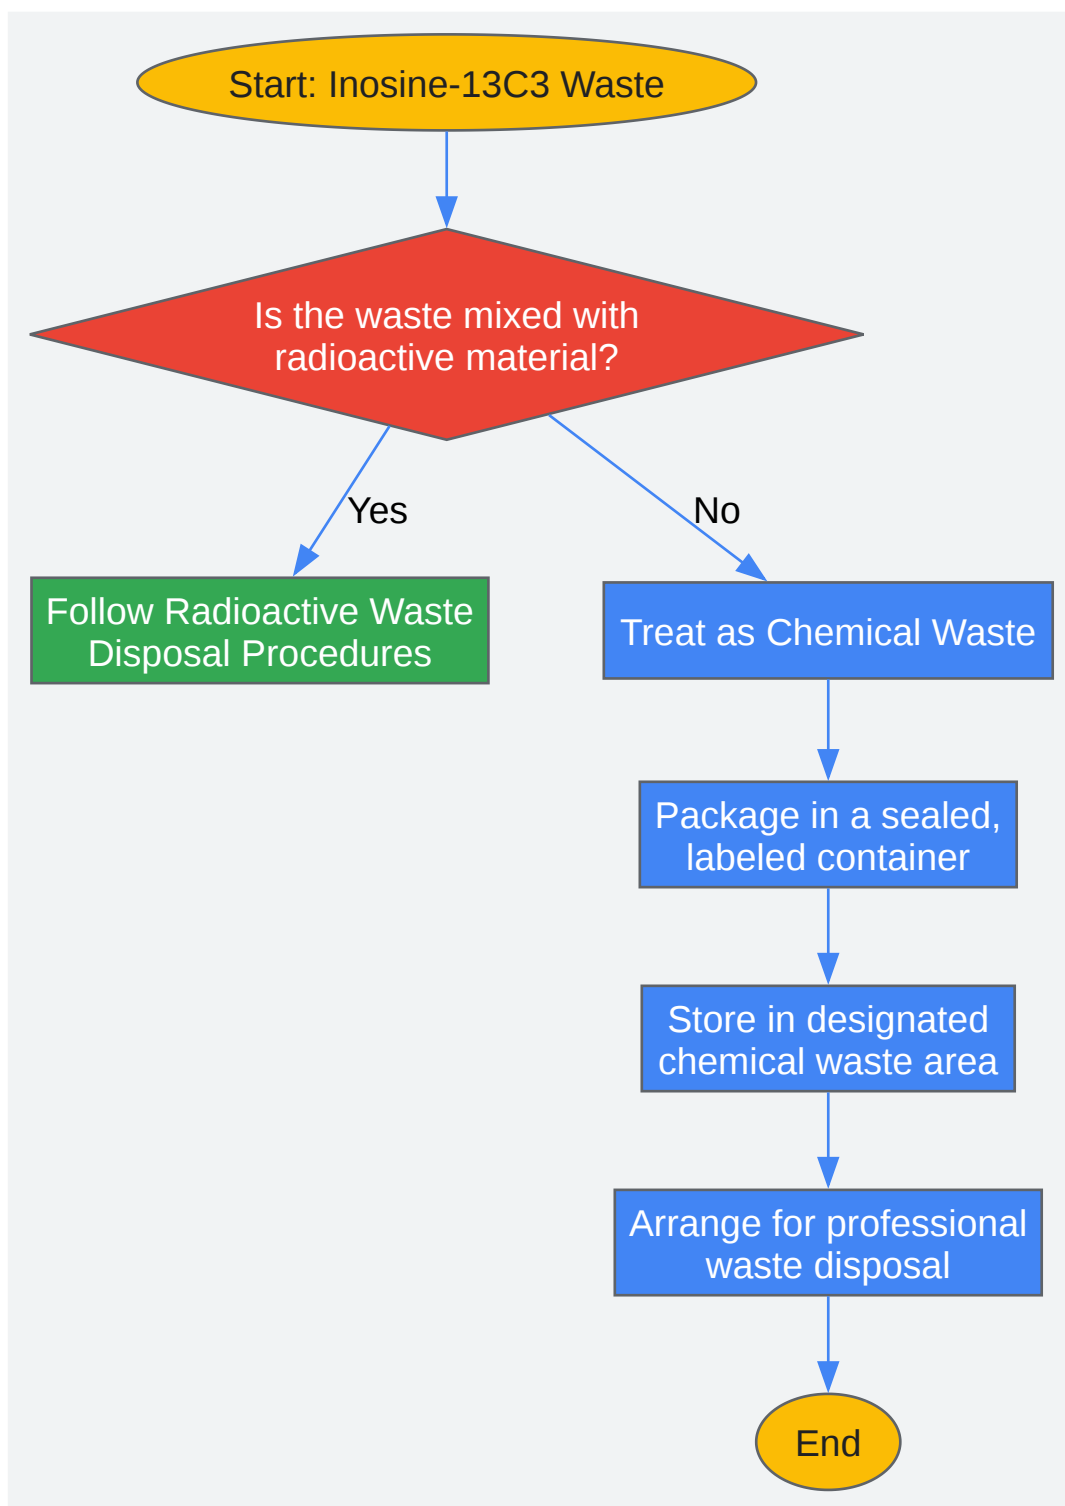 Start: Inosine-13C3 Waste
Is the waste mixed with
radioactive material?
Yes
No
Follow Radioactive Waste
Disposal Procedures
Treat as Chemical Waste
Package in a sealed,
labeled container
Store in designated
chemical waste area
Arrange for professional
waste disposal
End